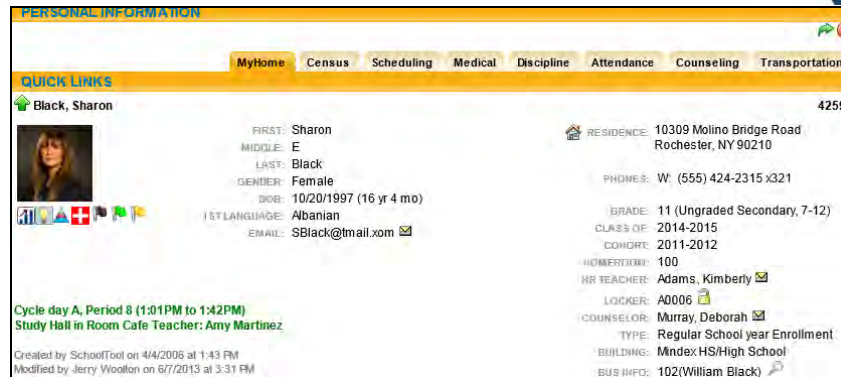 PERSONAL INFORMATION
MyHome Census Scheduling Medical Discipline Attendance Counseling Transportation
QUICK LINKS
Black, Sharon 4259
FIRST: Sharon
MIDDLE: E
LAST: Black
GENDER: Female
DOB: 10/20/1997 (16 yr 4 mo)
1ST LANGUAGE: Albanian
EMAIL: SBlack@tmail.xom
RESIDENCE: 10309 Molino Bridge Road
Rochester, NY 90210
PHONES: W: (555) 424-2315 x321
GRADE: 11 (Ungraded Secondary, 7-12)
CLASS OF: 2014-2015
COHORT: 2011-2012
HOMEROOM: 100
HR TEACHER: Adams, Kimberly
LOCKER: A0006
COUNSELOR: Murray, Deborah
TYPE: Regular School year Enrollment
BUILDING: Mindex HS/High School
BUS INFO: 102(William Black)
Cycle day A, Period 8 (1:01PM to 1:42PM)
Study Hall in Room Cafe Teacher: Amy Martinez
Created by SchoolTool on 4/4/2006 at 1:43 PM
Modified by Jerry Woolton on 6/7/2013 at 3:31 PM